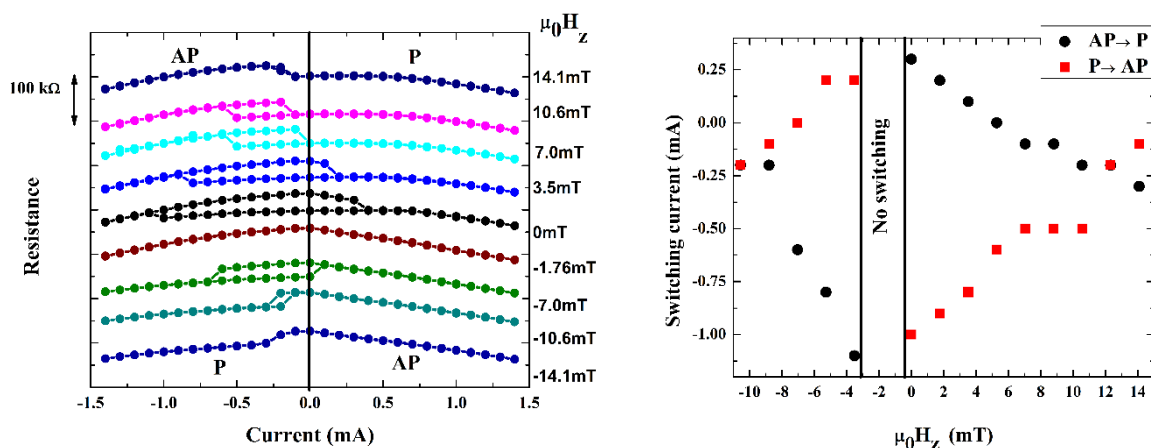 μ₀H_z
AP
P
14.1mT
100 kΩ
10.6mT
7.0mT
3.5mT
0mT
-1.76mT
-7.0mT
-10.6mT
-14.1mT
P
AP
Resistance
-1.5
-1.0
-0.5
0.0
0.5
1.0
1.5
Current (mA)
AP→ P
P→ AP
0.25
0.00
-0.25
-0.50
-0.75
-1.00
Switching current (mA)
No switching
-10
-8
-6
-4
-2
0
2
4
6
8
10
12
14
μ₀H_z (mT)